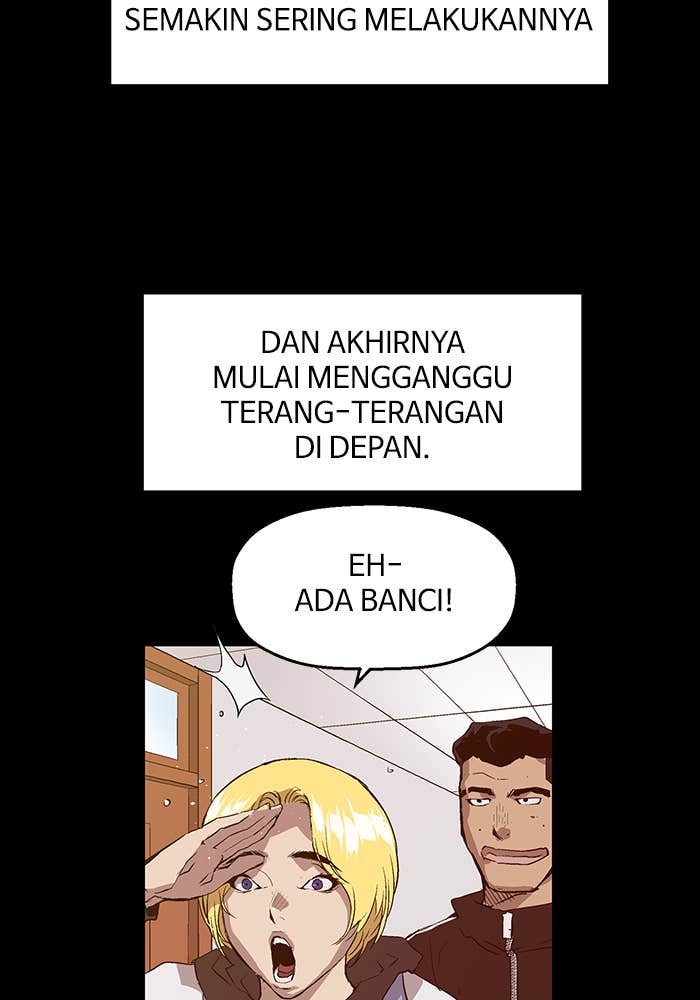 SEMAKIN SERING MELAKUKANNYA
DAN AKHIRNYA
MULAI MENGGANGGU
TERANG-TERANGAN
DI DEPAN.
EH-
ADA BANCI!